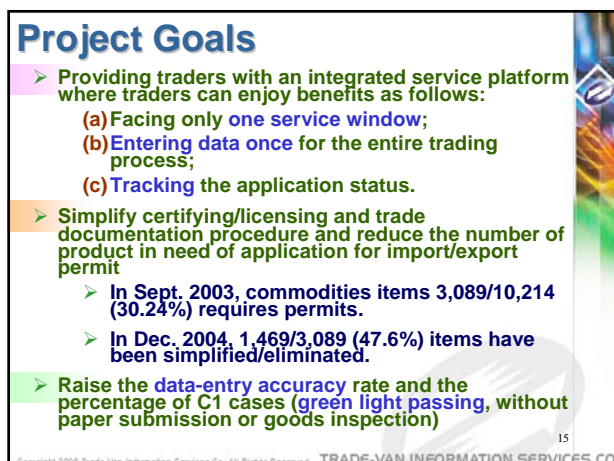 Project Goals
➢ Providing traders with an integrated service platform
where traders can enjoy benefits as follows:
(a) Facing only one service window;
(b) Entering data once for the entire trading
process;
(c) Tracking the application status.
➢ Simplify certifying/licensing and trade
documentation procedure and reduce the number of
product in need of application for import/export
permit
➢ In Sept. 2003, commodities items 3,089/10,214
(30.24%) requires permits.
➢ In Dec. 2004, 1,469/3,089 (47.6%) items have
been simplified/eliminated.
➢ Raise the data-entry accuracy rate and the
percentage of C1 cases (green light passing, without
paper submission or goods inspection)
15
TRADE-VAN INFORMATION SERVICES CO